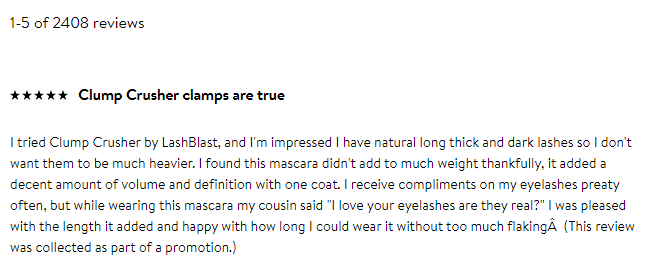 1-5 of 2408 reviews
★★★★★ Clump Crusher clamps are true
I tried Clump Crusher by LashBlast, and I'm impressed I have natural long thick and dark lashes so I don't
want them to be much heavier. I found this mascara didn't add to much weight thankfully, it added a
decent amount of volume and definition with one coat. I receive compliments on my eyelashes preaty
often, but while wearing this mascara my cousin said "I love your eyelashes are they real?" I was pleased
with the length it added and happy with how long I could wear it without too much flakingÂ  (This review
was collected as part of a promotion.)